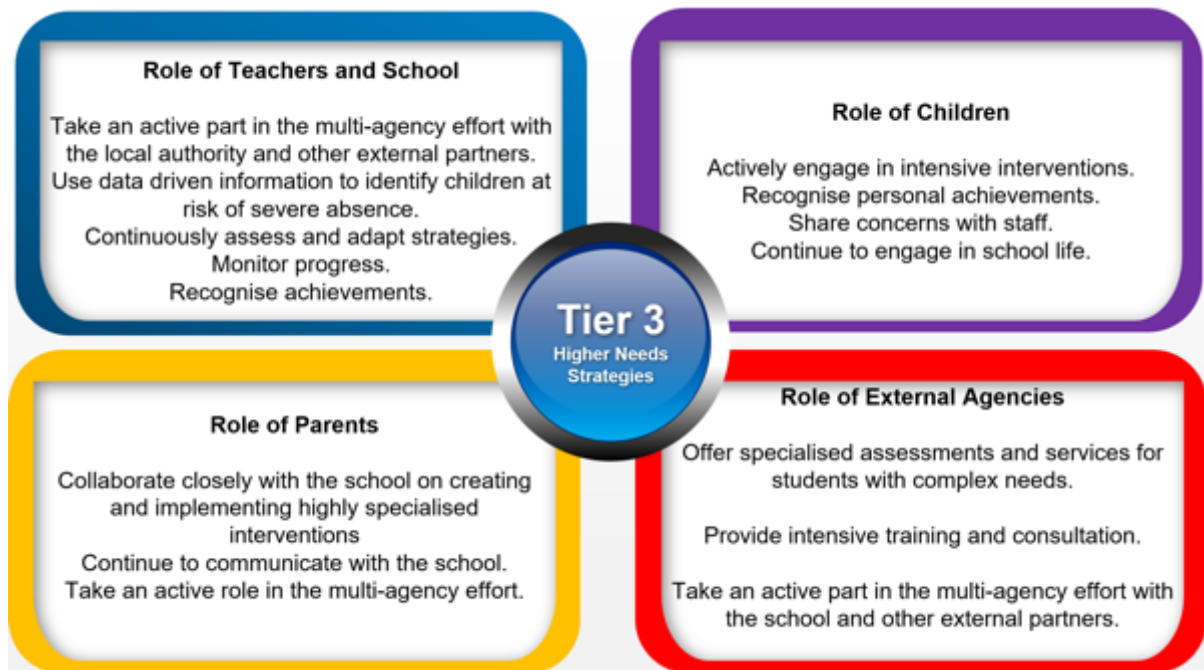 Role of Teachers and School
Take an active part in the multi-agency effort with
the local authority and other external partners.
Use data driven information to identify children at
risk of severe absence.
Continuously assess and adapt strategies.
Monitor progress.
Recognise achievements.
Role of Children
Actively engage in intensive interventions.
Recognise personal achievements.
Share concerns with staff.
Continue to engage in school life.
Tier 3
Higher Needs
Strategies
Role of Parents
Collaborate closely with the school on creating
and implementing highly specialised
interventions
Continue to communicate with the school.
Take an active role in the multi-agency effort.
Role of External Agencies
Offer specialised assessments and services for
students with complex needs.
Provide intensive training and consultation.
Take an active part in the multi-agency effort with
the school and other external partners.